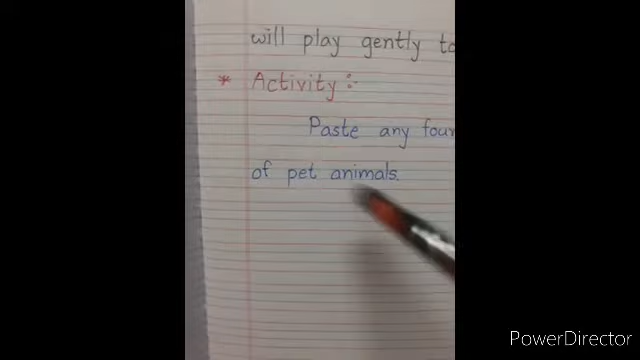 will play gently to
* Activity :-
Paste any four
of pet animals.
PowerDirector